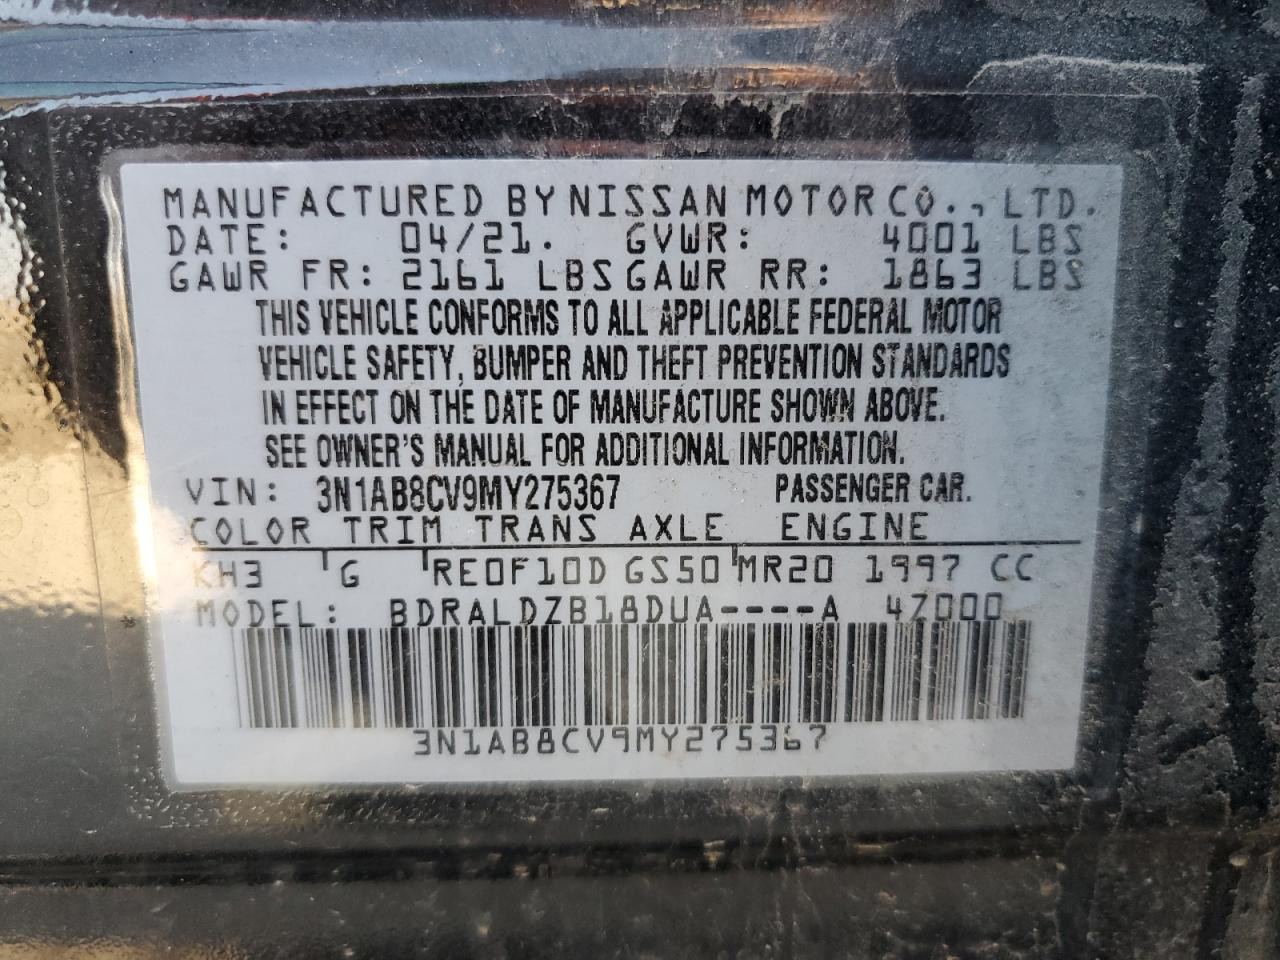 MANUFACTURED BY NISSAN MOTOR CO., LTD.
DATE: 04/21. GVWR: 4001 LBS
GAWR FR: 2161 LBS GAWR RR: 1863 LBS
THIS VEHICLE CONFORMS TO ALL APPLICABLE FEDERAL MOTOR
VEHICLE SAFETY, BUMPER AND THEFT PREVENTION STANDARDS
IN EFFECT ON THE DATE OF MANUFACTURE SHOWN ABOVE.
SEE OWNER'S MANUAL FOR ADDITIONAL INFORMATION.
VIN: 3N1AB8CV9MY275367 PASSENGER CAR.
COLOR TRIM TRANS AXLE ENGINE
KH3 G RE0F10D GS50 MR20 1997 CC
MODEL: BDRALDZB18DUA----A 4Z000
3N1AB8CV9MY275367